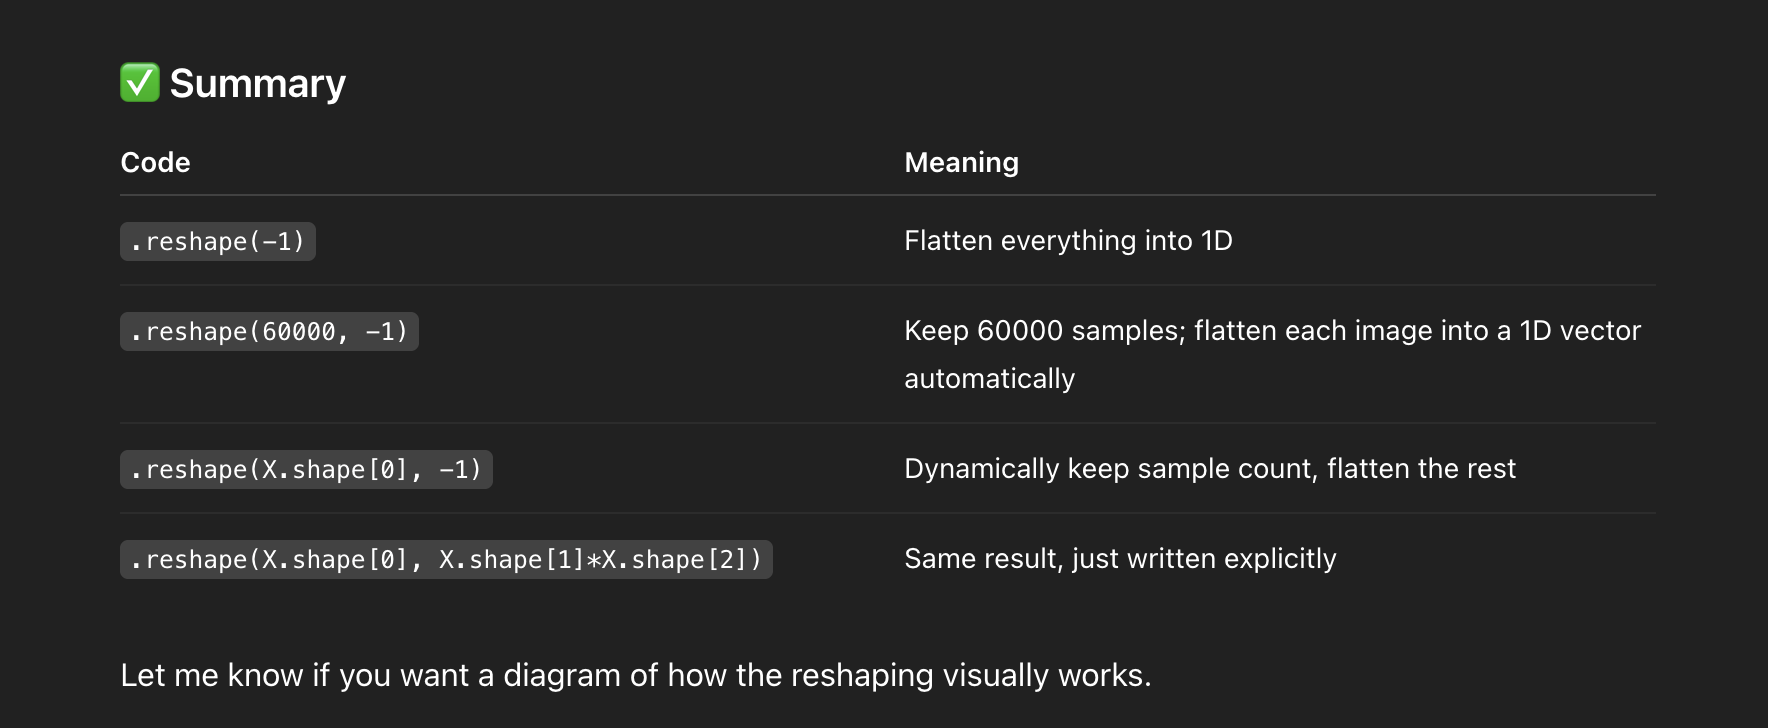 ✅ Summary
Code Meaning
.reshape(-1) Flatten everything into 1D
.reshape(60000, -1) Keep 60000 samples; flatten each image into a 1D vector
automatically
.reshape(X.shape[0], -1) Dynamically keep sample count, flatten the rest
.reshape(X.shape[0], X.shape[1]*X.shape[2]) Same result, just written explicitly
Let me know if you want a diagram of how the reshaping visually works.